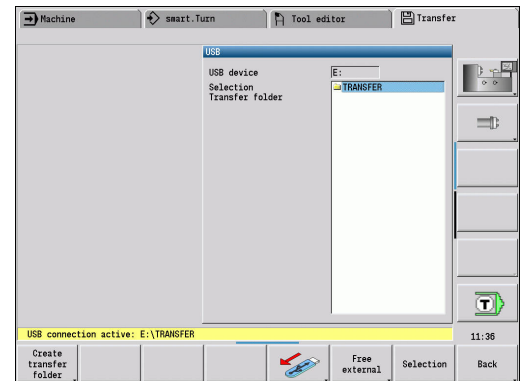 Machine
smart.Turn
Tool editor
Transfer
USB
USB device
E:
Selection
Transfer folder
TRANSFER
T
USB connection active: E:\TRANSFER
11:36
Create
transfer
folder
Free
external
Selection
Back